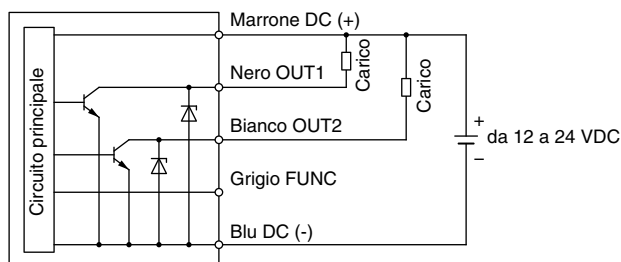 Marrone DC (+)
Circuito principale
Nero OUT1
Carico
Carico
Bianco OUT2
+
da 12 a 24 VDC
−
Grigio FUNC
Blu DC (-)